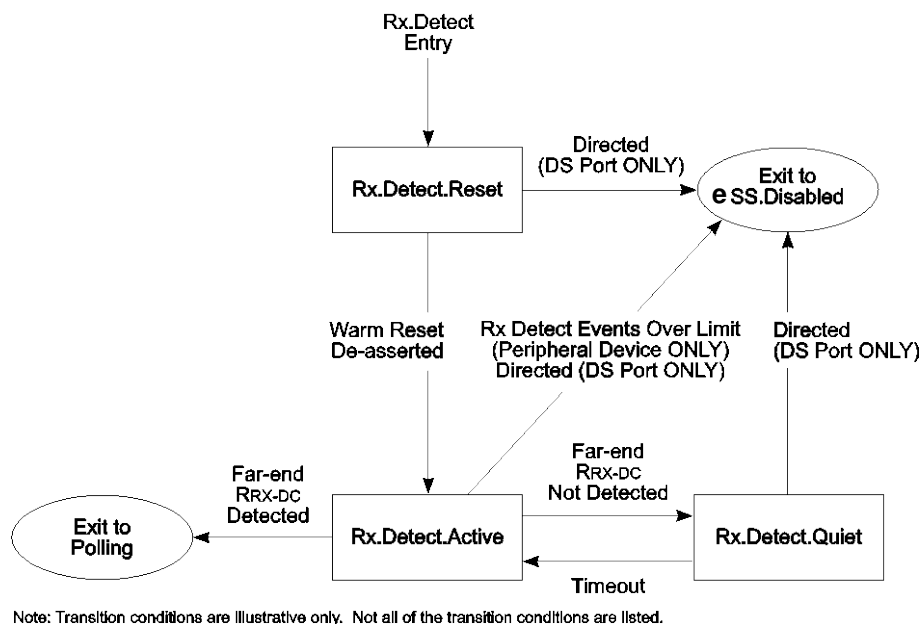 Rx.Detect
Entry
Directed
(DS Port ONLY)
Exit to
eSS.Disabled
Rx.Detect.Reset
Warm Reset
De-asserted
Rx Detect Events Over Limit
(Peripheral Device ONLY)
Directed (DS Port ONLY)
Directed
(DS Port ONLY)
Far-end
RRX-DC
Detected
Far-end
RRX-DC
Not Detected
Exit to
Polling
Rx.Detect.Active
Rx.Detect.Quiet
Timeout
Note: Transition conditions are illustrative only. Not all of the transition conditions are listed.